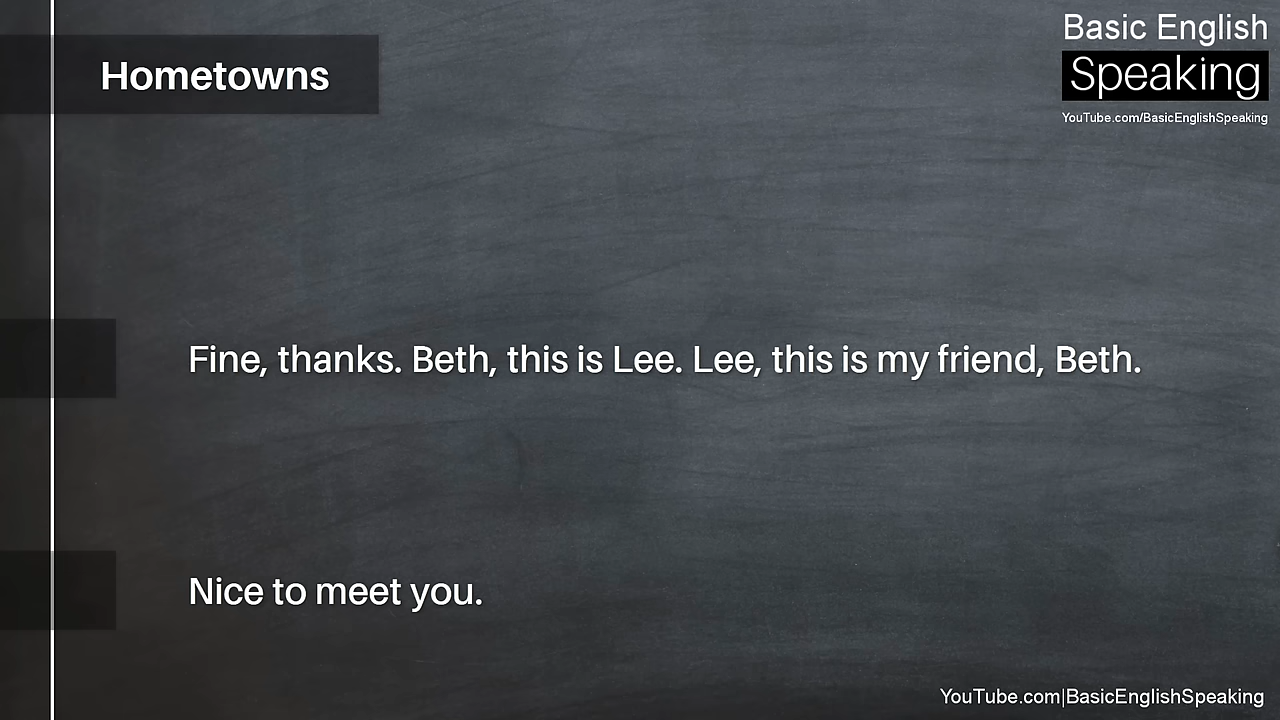 Hometowns
Basic English
Speaking
YouTube.com/BasicEnglishSpeaking
Fine, thanks. Beth, this is Lee. Lee, this is my friend, Beth.
Nice to meet you.
YouTube.com|BasicEnglishSpeaking